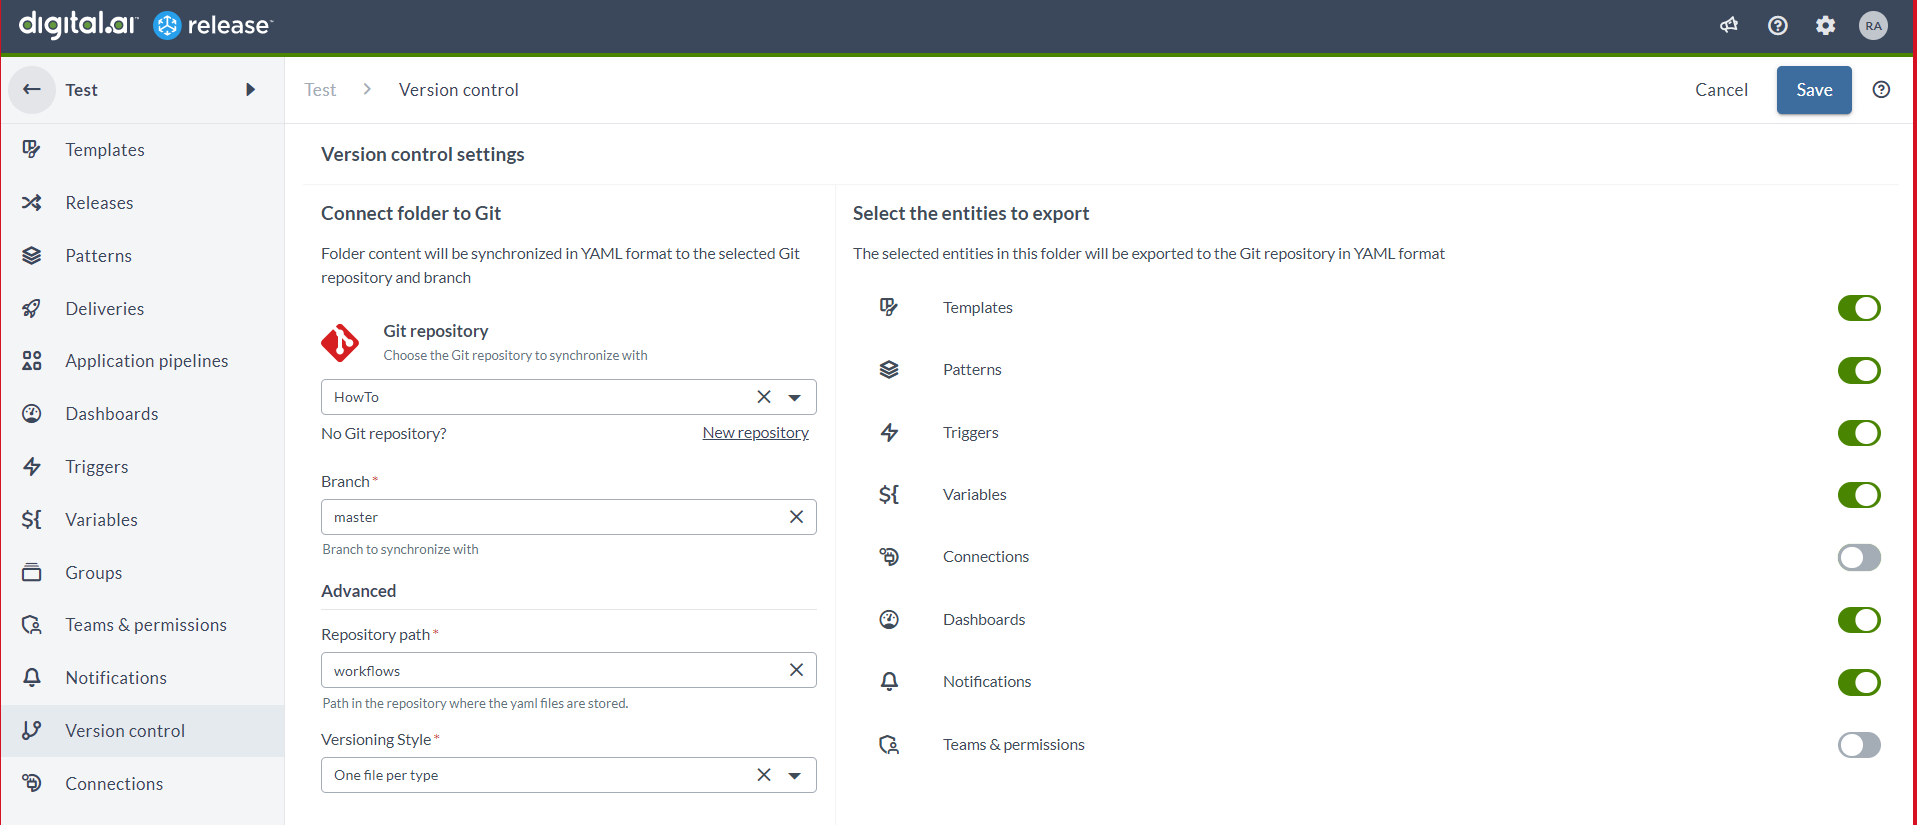 digital.ai release
RA
Test
Test > Version control
Cancel
Save
Templates
Releases
Patterns
Deliveries
Application pipelines
Dashboards
Triggers
Variables
Groups
Teams & permissions
Notifications
Version control
Connections
Version control settings
Connect folder to Git
Folder content will be synchronized in YAML format to the selected Git
repository and branch
Git repository
Choose the Git repository to synchronize with
HowTo
No Git repository? New repository
Branch*
master
Branch to synchronize with
Advanced
Repository path*
workflows
Path in the repository where the yaml files are stored.
Versioning Style*
One file per type
Select the entities to export
The selected entities in this folder will be exported to the Git repository in YAML format
Templates
Patterns
Triggers
Variables
Connections
Dashboards
Notifications
Teams & permissions